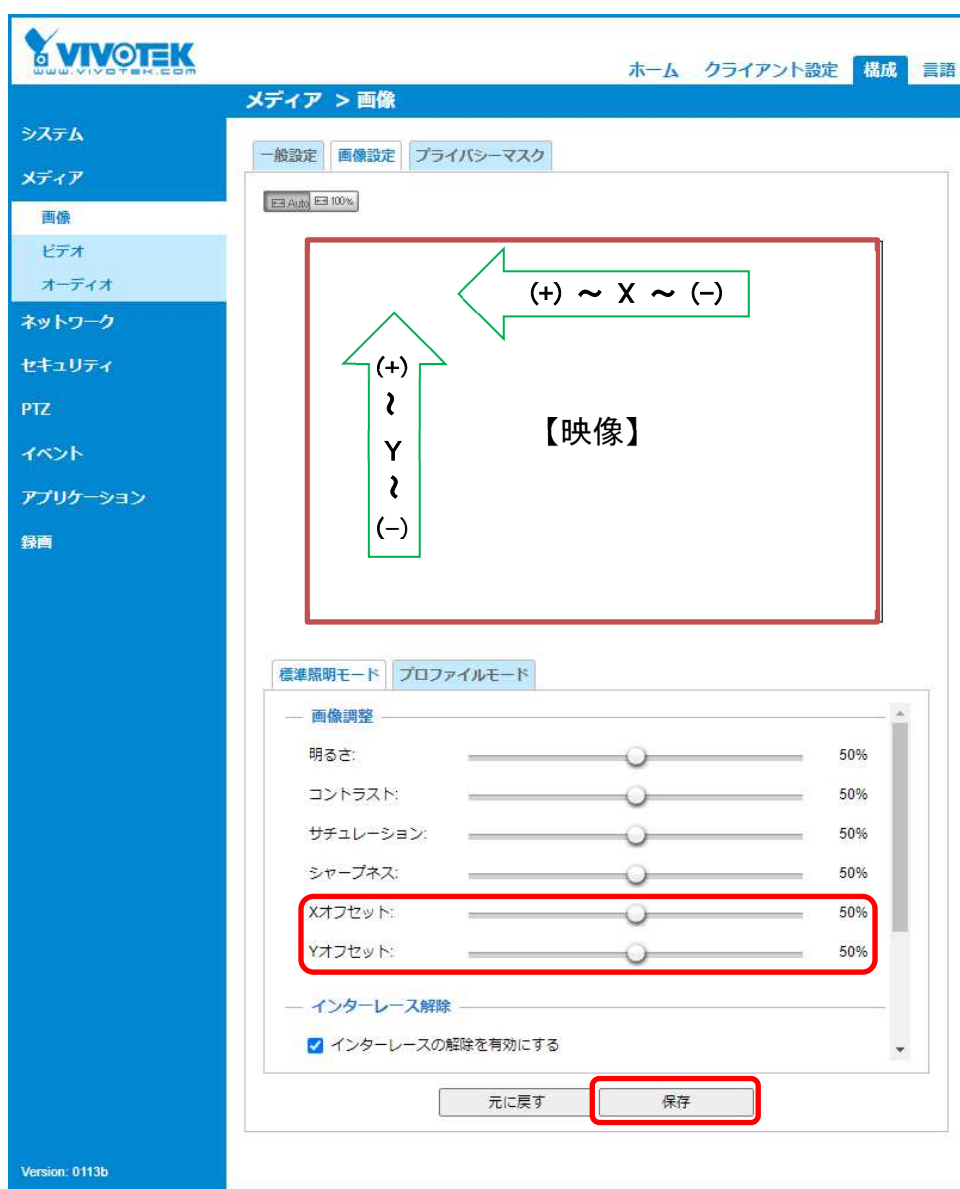 VIVOTEK
www.vivotek.com
ホーム クライアント設定 構成 言語
メディア > 画像
システム
メディア
画像
ビデオ
オーディオ
ネットワーク
セキュリティ
PTZ
イベント
アプリケーション
録画
一般設定 画像設定 プライバシーマスク
Auto 100%
(+) ～ X ～ (−)
(+)
～
Y
～
(−)
【映像】
標準照明モード プロファイルモード
画像調整
明るさ: 50%
コントラスト: 50%
サチュレーション: 50%
シャープネス: 50%
Xオフセット: 50%
Yオフセット: 50%
インターレース解除
インターレースの解除を有効にする
元に戻す 保存
Version: 0113b